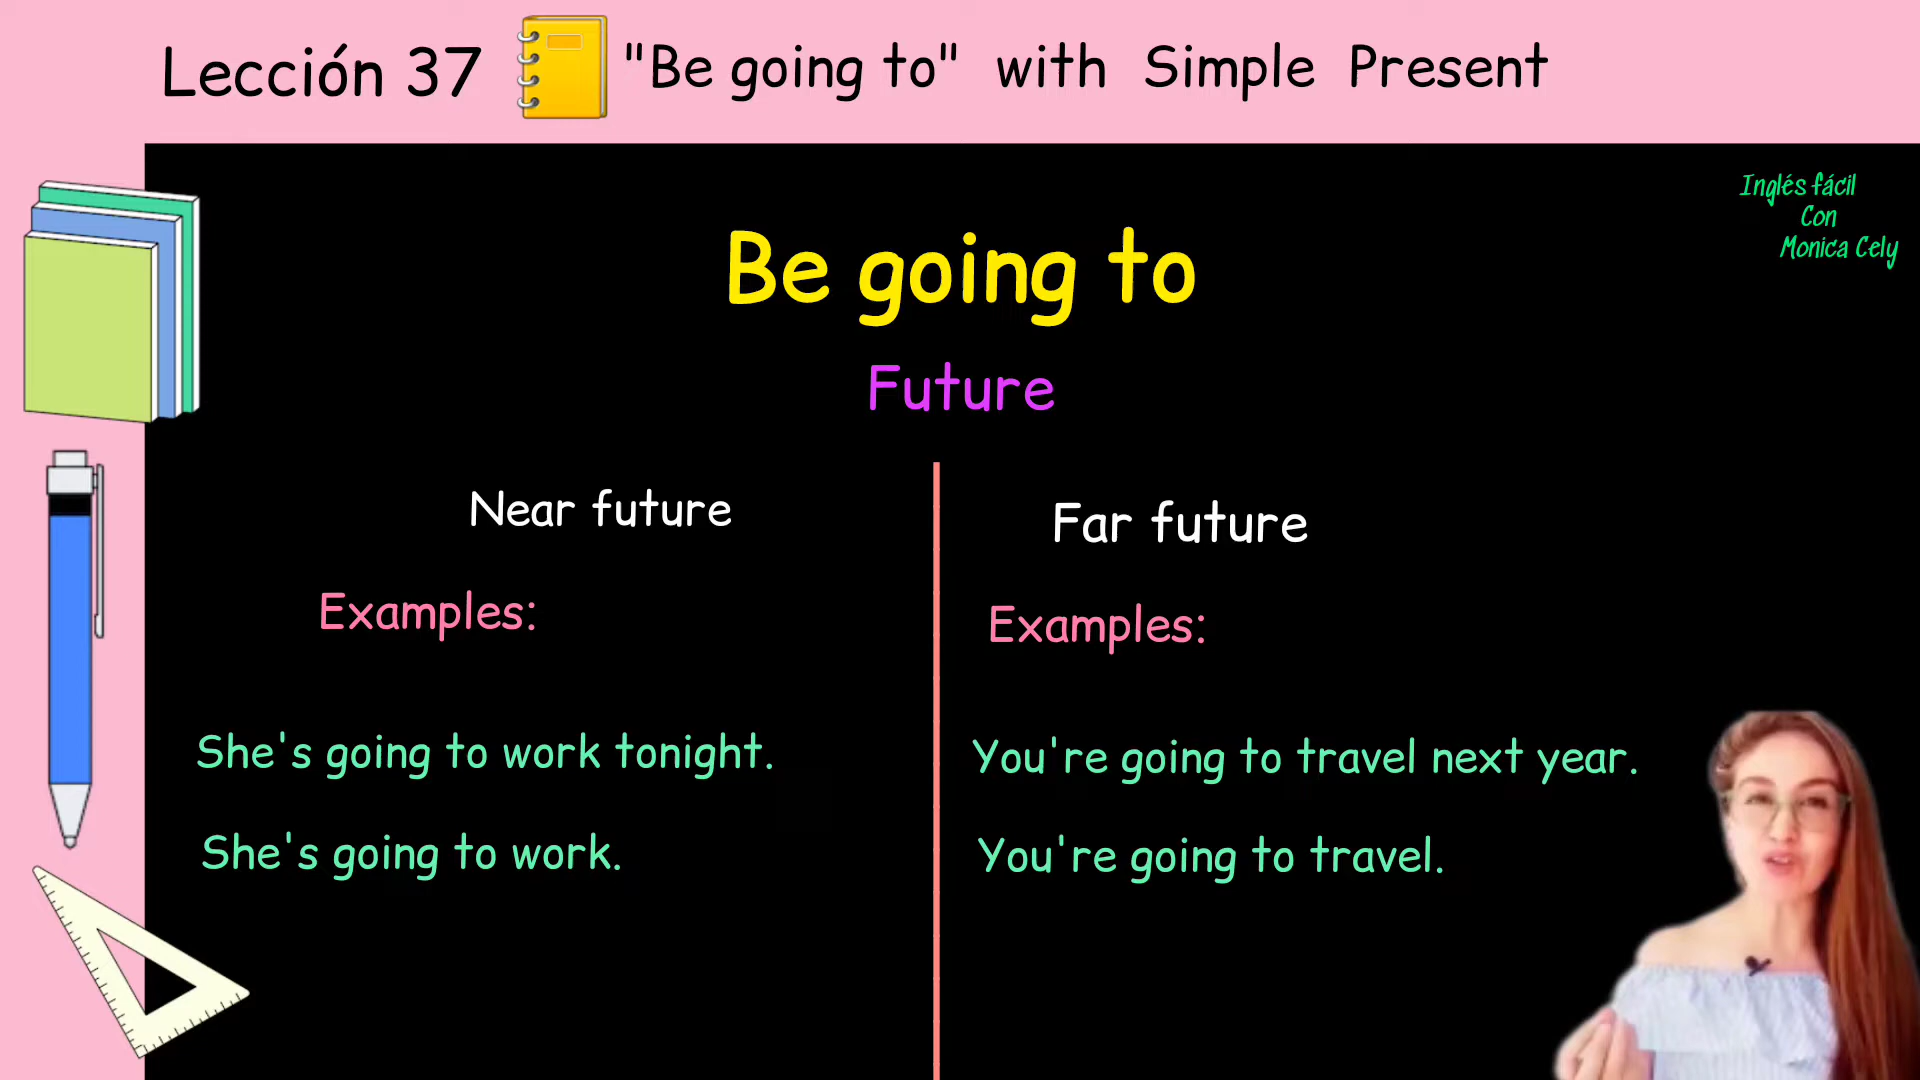 Lección 37 "Be going to" with Simple Present
Inglés fácil
Con
Monica Cely
Be going to
Future
Near future
Examples:
She's going to work tonight.
She's going to work.
Far future
Examples:
You're going to travel next year.
You're going to travel.